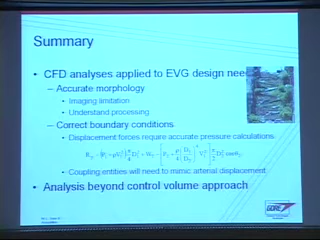 Summary
• CFD analyses applied to EVG design nee
– Accurate morphology
• Imaging limitation
• Understand processing
– Correct boundary conditions
• Displacement forces require accurate pressure calculations.
• Coupling entities will need to mimic arterial displacement
• Analysis beyond control volume approach
GORE